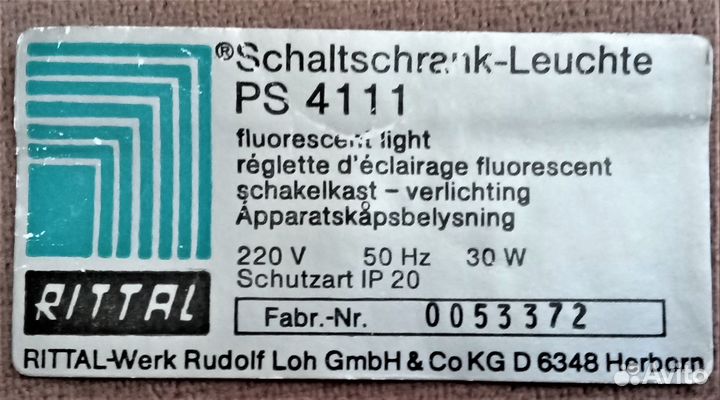 ®Schaltschrank-Leuchte
PS 4111
fluorescent light
réglette d'éclairage fluorescent
schakelkast – verlichting
Apparatskåpsbelysning
220 V 50 Hz 30 W
Schutzart IP 20
RITTAL
Fabr.-Nr. 0053372
RITTAL-Werk Rudolf Loh GmbH & Co KG D 6348 Herborn
Avito